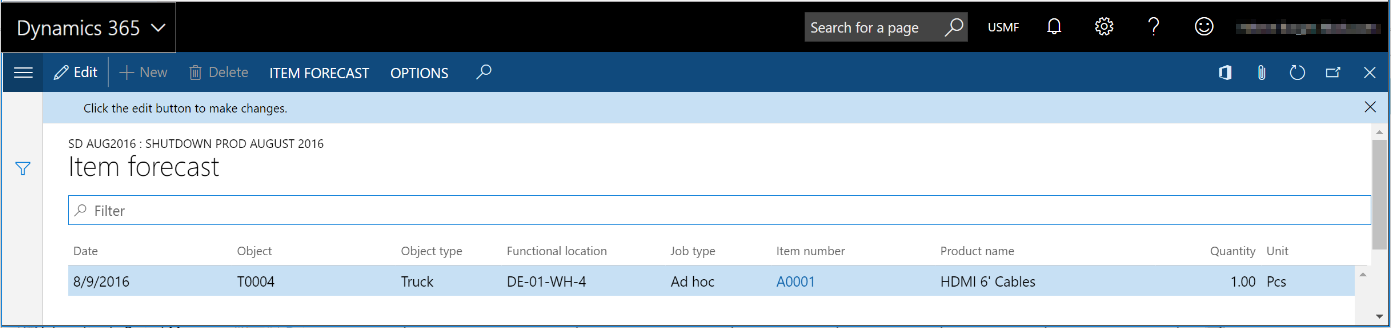 Dynamics 365 Search for a page USMF
Edit New Delete ITEM FORECAST OPTIONS
Click the edit button to make changes.
SD AUG2016 : SHUTDOWN PROD AUGUST 2016
Item forecast
Filter
Date Object Object type Functional location Job type Item number Product name Quantity Unit
8/9/2016 T0004 Truck DE-01-WH-4 Ad hoc A0001 HDMI 6' Cables 1.00 Pcs